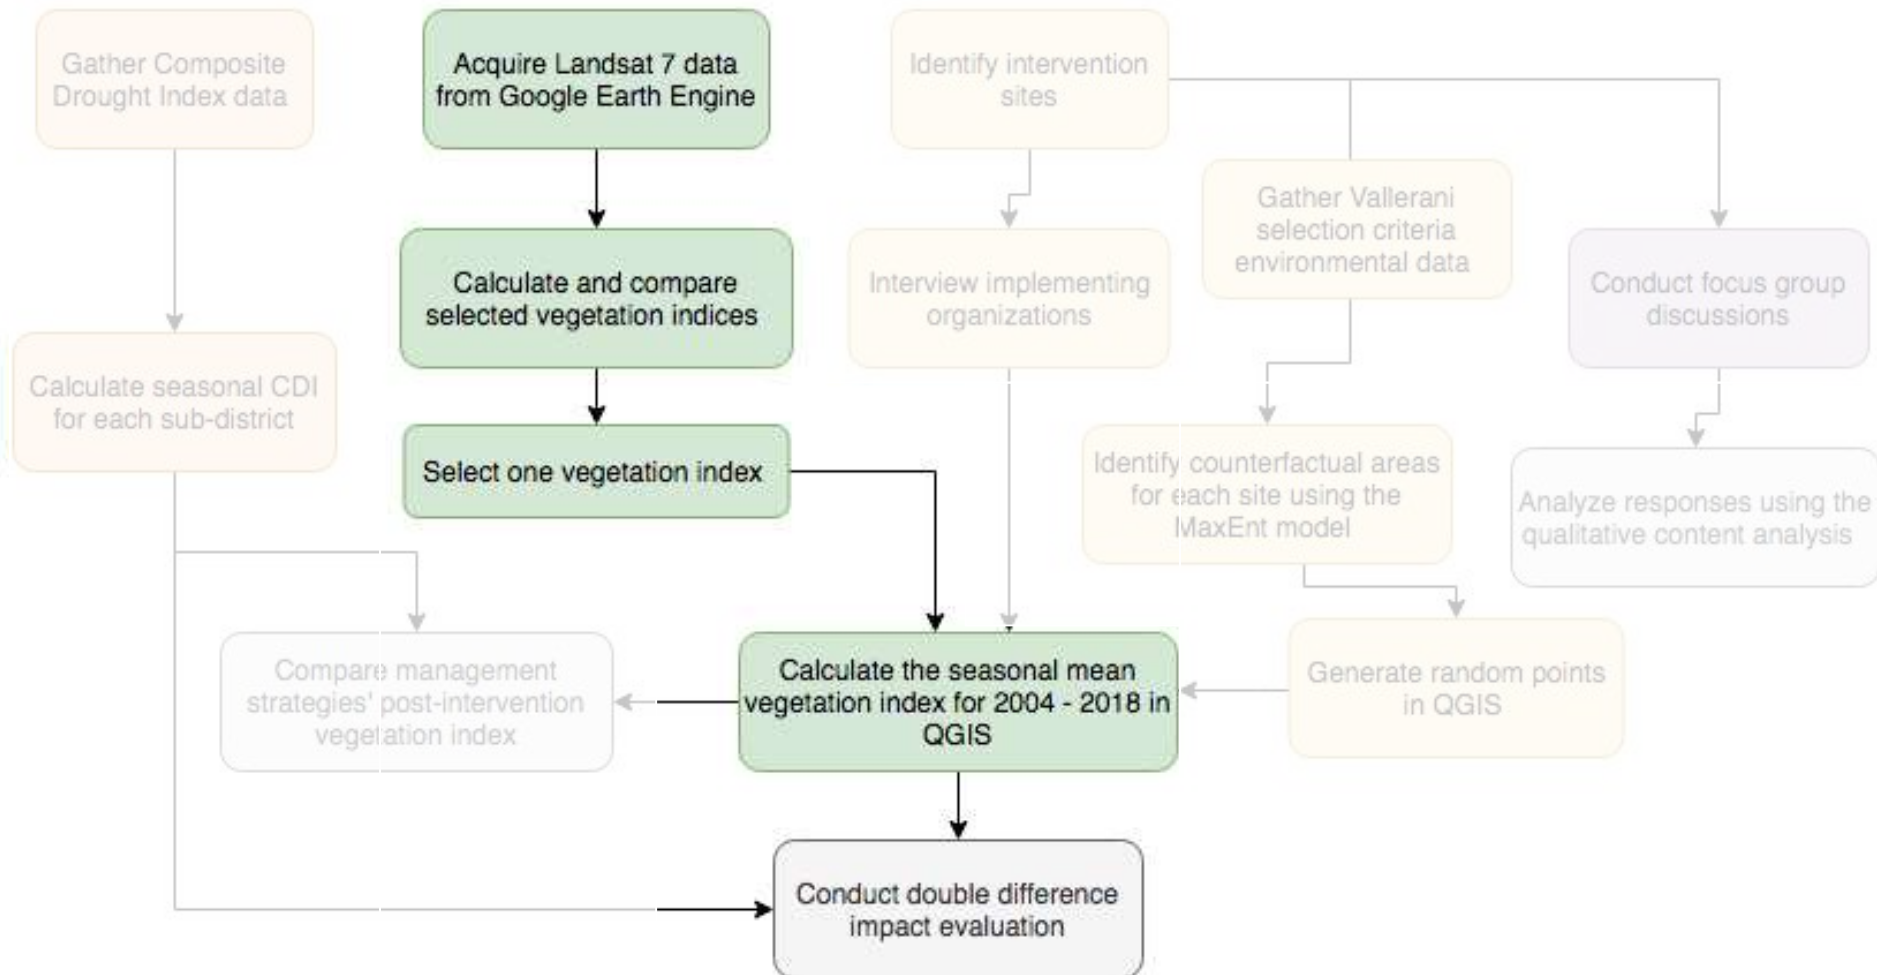 Gather Composite
Drought Index data
Acquire Landsat 7 data
from Google Earth Engine
Identify intervention
sites
Gather Vallerani
selection criteria
environmental data
Calculate and compare
selected vegetation indices
Interview implementing
organizations
Conduct focus group
discussions
Calculate seasonal CDI
for each sub-district
Select one vegetation index
Identify counterfactual areas
for each site using the
MaxEnt model
Analyze responses using the
qualitative content analysis
Compare management
strategies' post-intervention
vegetation index
Calculate the seasonal mean
vegetation index for 2004 - 2018 in
QGIS
Generate random points
in QGIS
Conduct double difference
impact evaluation